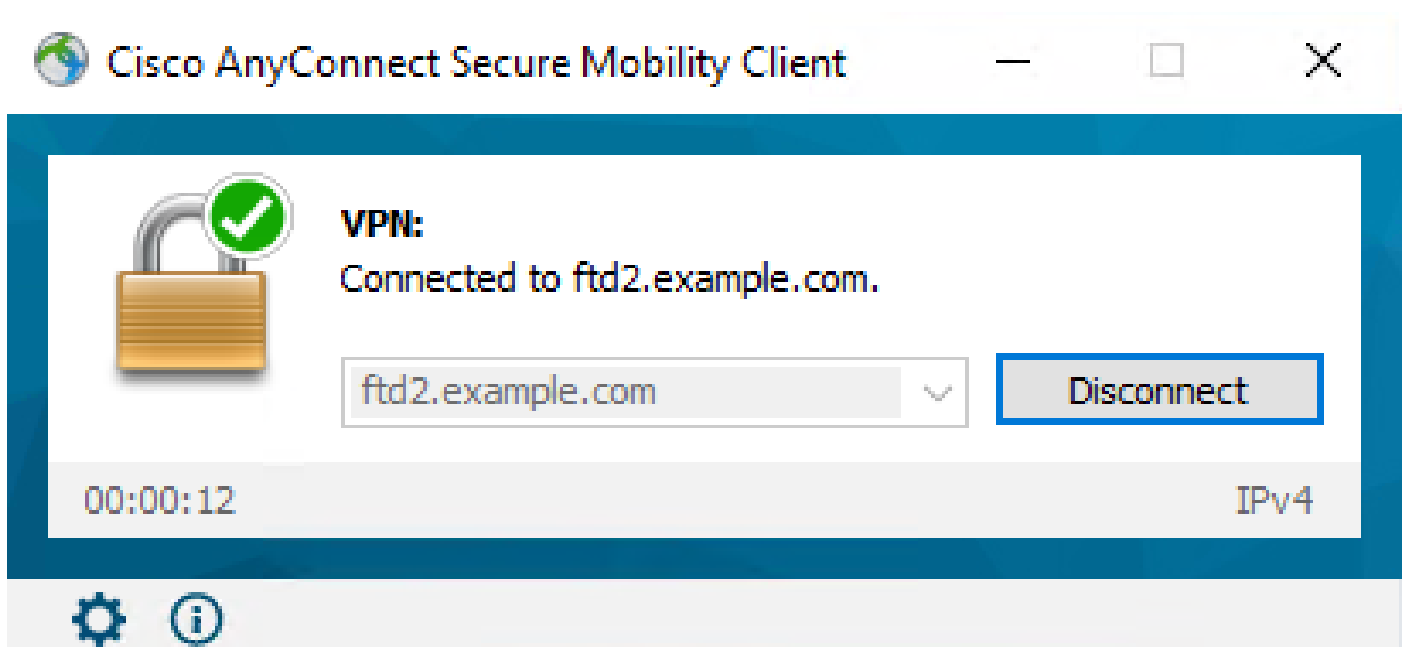 Cisco AnyConnect Secure Mobility Client
VPN:
Connected to ftd2.example.com.
ftd2.example.com
Disconnect
00:00:12
IPv4